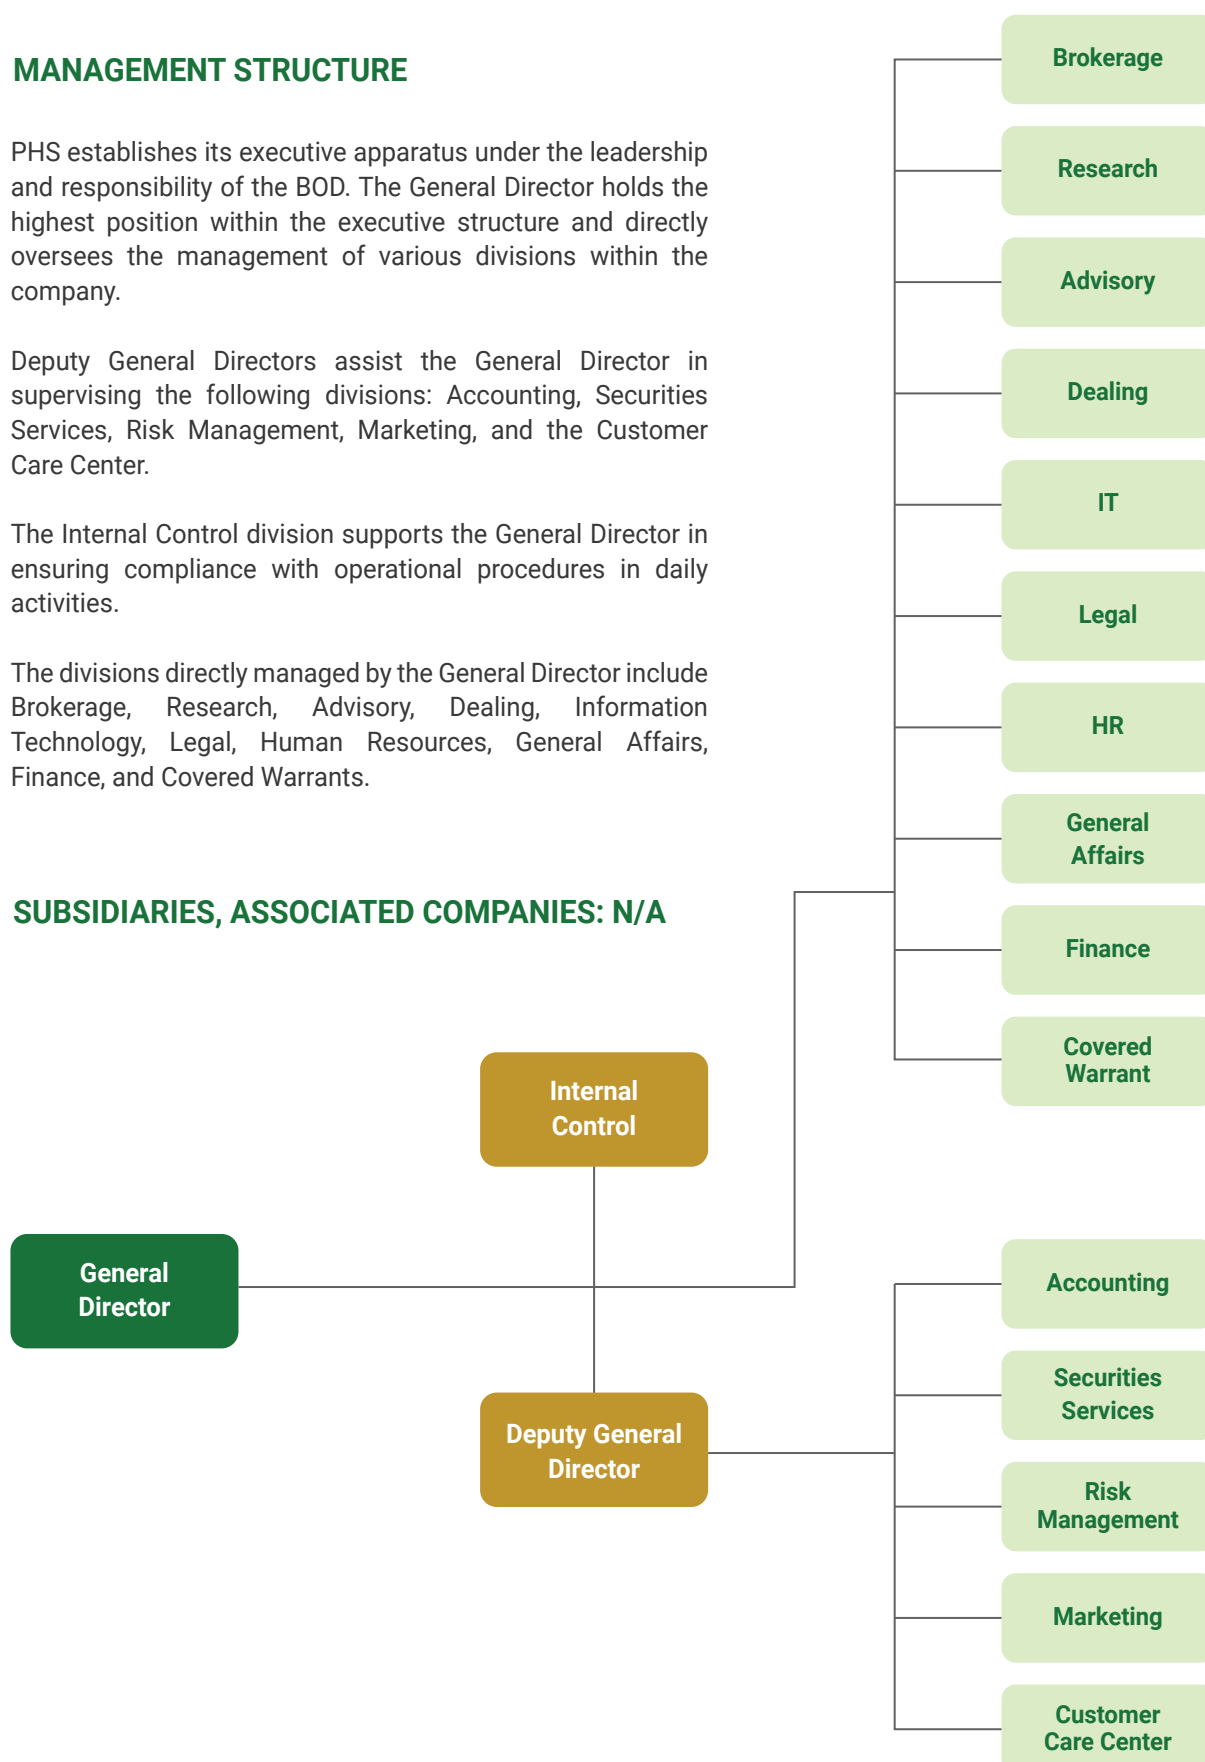 MANAGEMENT STRUCTURE
PHS establishes its executive apparatus under the leadership
and responsibility of the BOD. The General Director holds the
highest position within the executive structure and directly
oversees the management of various divisions within the
company.
Deputy General Directors assist the General Director in
supervising the following divisions: Accounting, Securities
Services, Risk Management, Marketing, and the Customer
Care Center.
The Internal Control division supports the General Director in
ensuring compliance with operational procedures in daily
activities.
The divisions directly managed by the General Director include
Brokerage, Research, Advisory, Dealing, Information
Technology, Legal, Human Resources, General Affairs,
Finance, and Covered Warrants.
SUBSIDIARIES, ASSOCIATED COMPANIES: N/A
General
Director
Internal
Control
Deputy General
Director
Brokerage
Research
Advisory
Dealing
IT
Legal
HR
General
Affairs
Finance
Covered
Warrant
Accounting
Securities
Services
Risk
Management
Marketing
Customer
Care Center